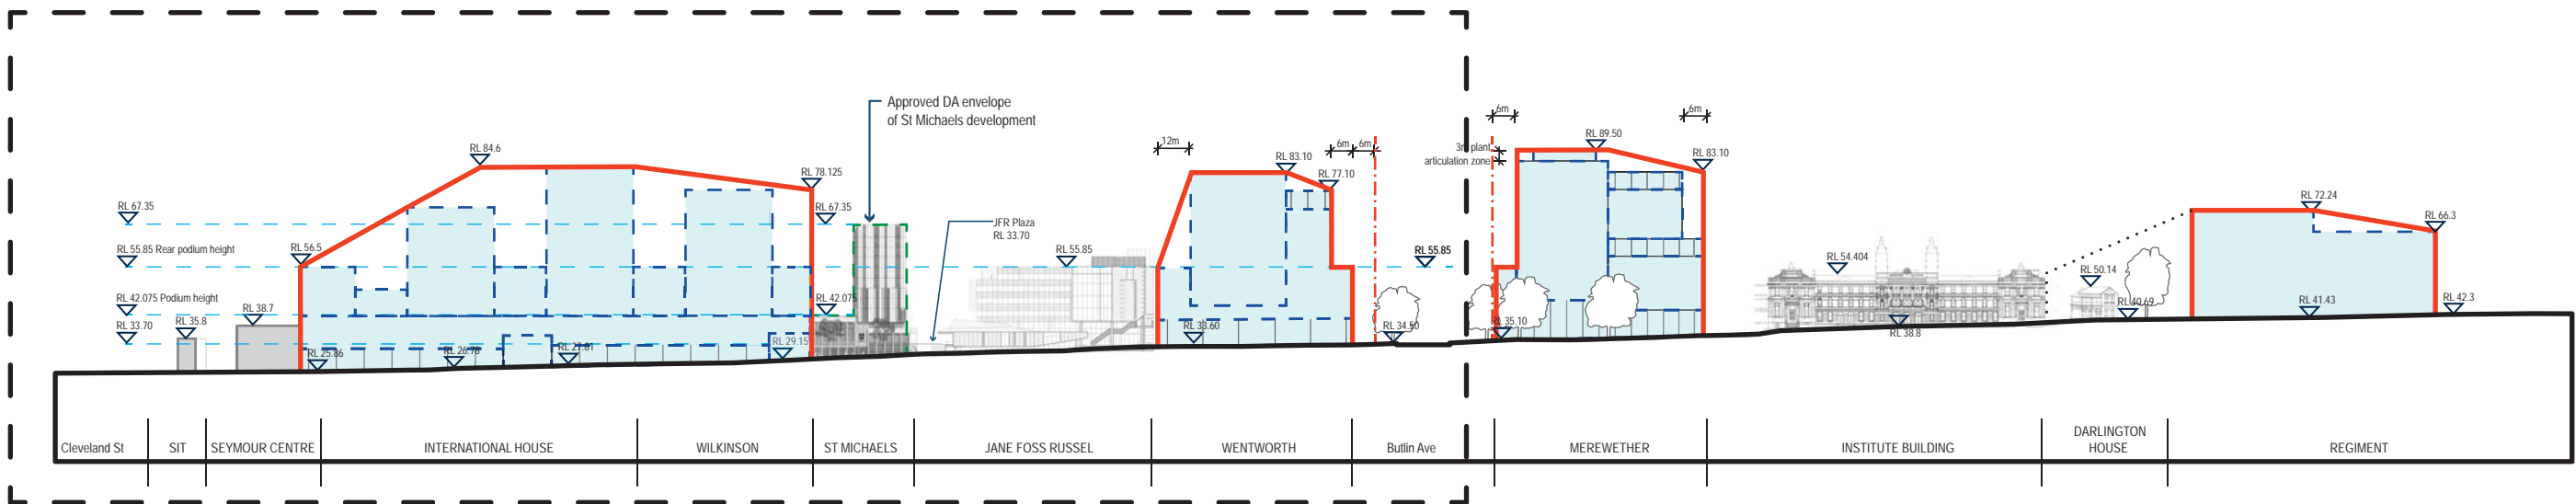 Approved DA envelope
of St Michaels development
6m
6m
RL 89.50
RL 84.6
12m
6m
6m
3m plant
articulation zone
RL 83.10
RL 83.10
RL 78.125
RL 77.10
RL 72.24
RL 67.35
RL 67.35
RL 66.3
JFR Plaza
RL 33.70
RL 55.85 Rear podium height
RL 56.5
RL 55.85
RL 55.85
RL 54.404
RL 50.14
RL 42.075 Podium height
RL 38.7
RL 42.075
RL 40.69
RL 41.43
RL 42.3
RL 33.70
RL 35.8
RL 33.60
RL 34.50
RL 35.10
RL 38.8
RL 25.86
RL 26.78
RL 27.81
RL 29.15
Cleveland St
SIT
SEYMOUR CENTRE
INTERNATIONAL HOUSE
WILKINSON
ST MICHAELS
JANE FOSS RUSSEL
WENTWORTH
Butlin Ave
MEREWETHER
INSTITUTE BUILDING
DARLINGTON
HOUSE
REGIMENT